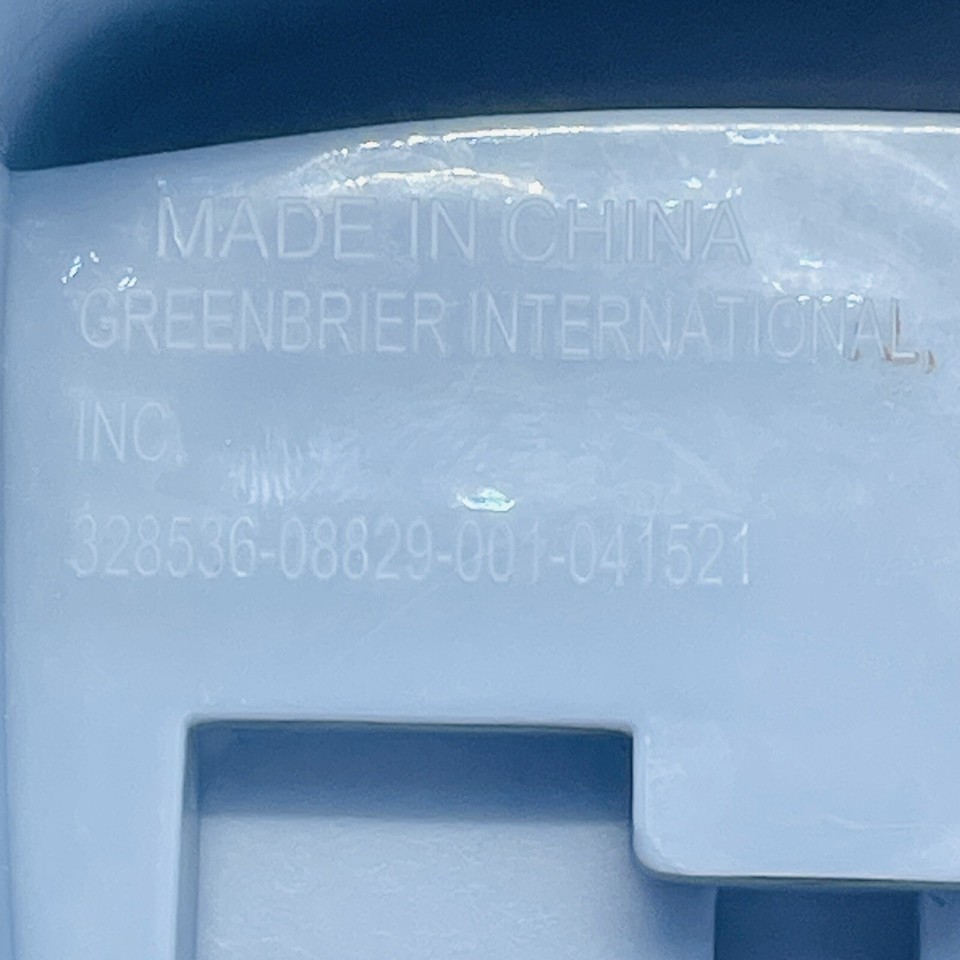 MADE IN CHINA
GREENBRIER INTERNATIONAL,
INC.
328536-08829-001-041521